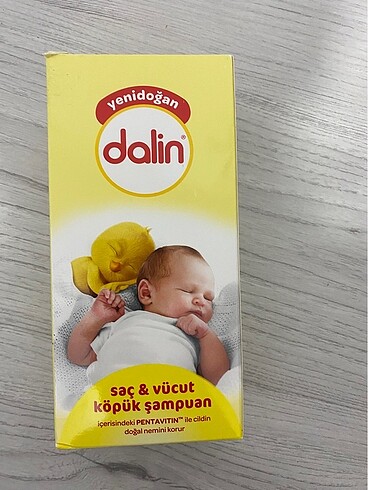 yenidoğan
dalin®
saç & vücut
köpük şampuan
içerisindeki PENTAVITIN™ ile cildin
doğal nemini korur